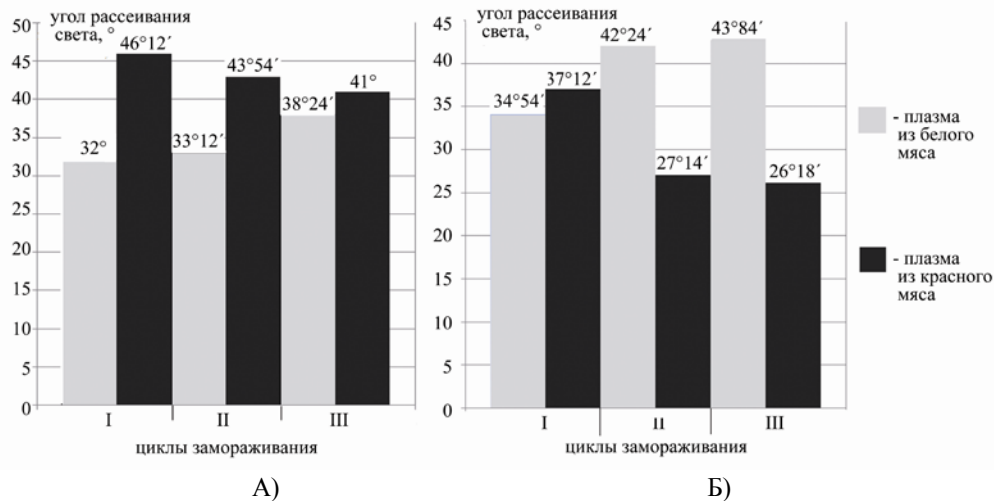 угол рассеивания
света, °
50
45
40
35
30
25
20
15
10
5
0
32°
46°12´
33°12´
43°54´
38°24´
41°
I
II
III
циклы замораживания
А)
угол рассеивания
света, °
45
40
35
30
25
20
15
10
5
0
34°54´
37°12´
42°24´
27°14´
43°84´
26°18´
I
II
III
циклы замораживания
Б)
- плазма
из белого
мяса
- плазма
из красного
мяса